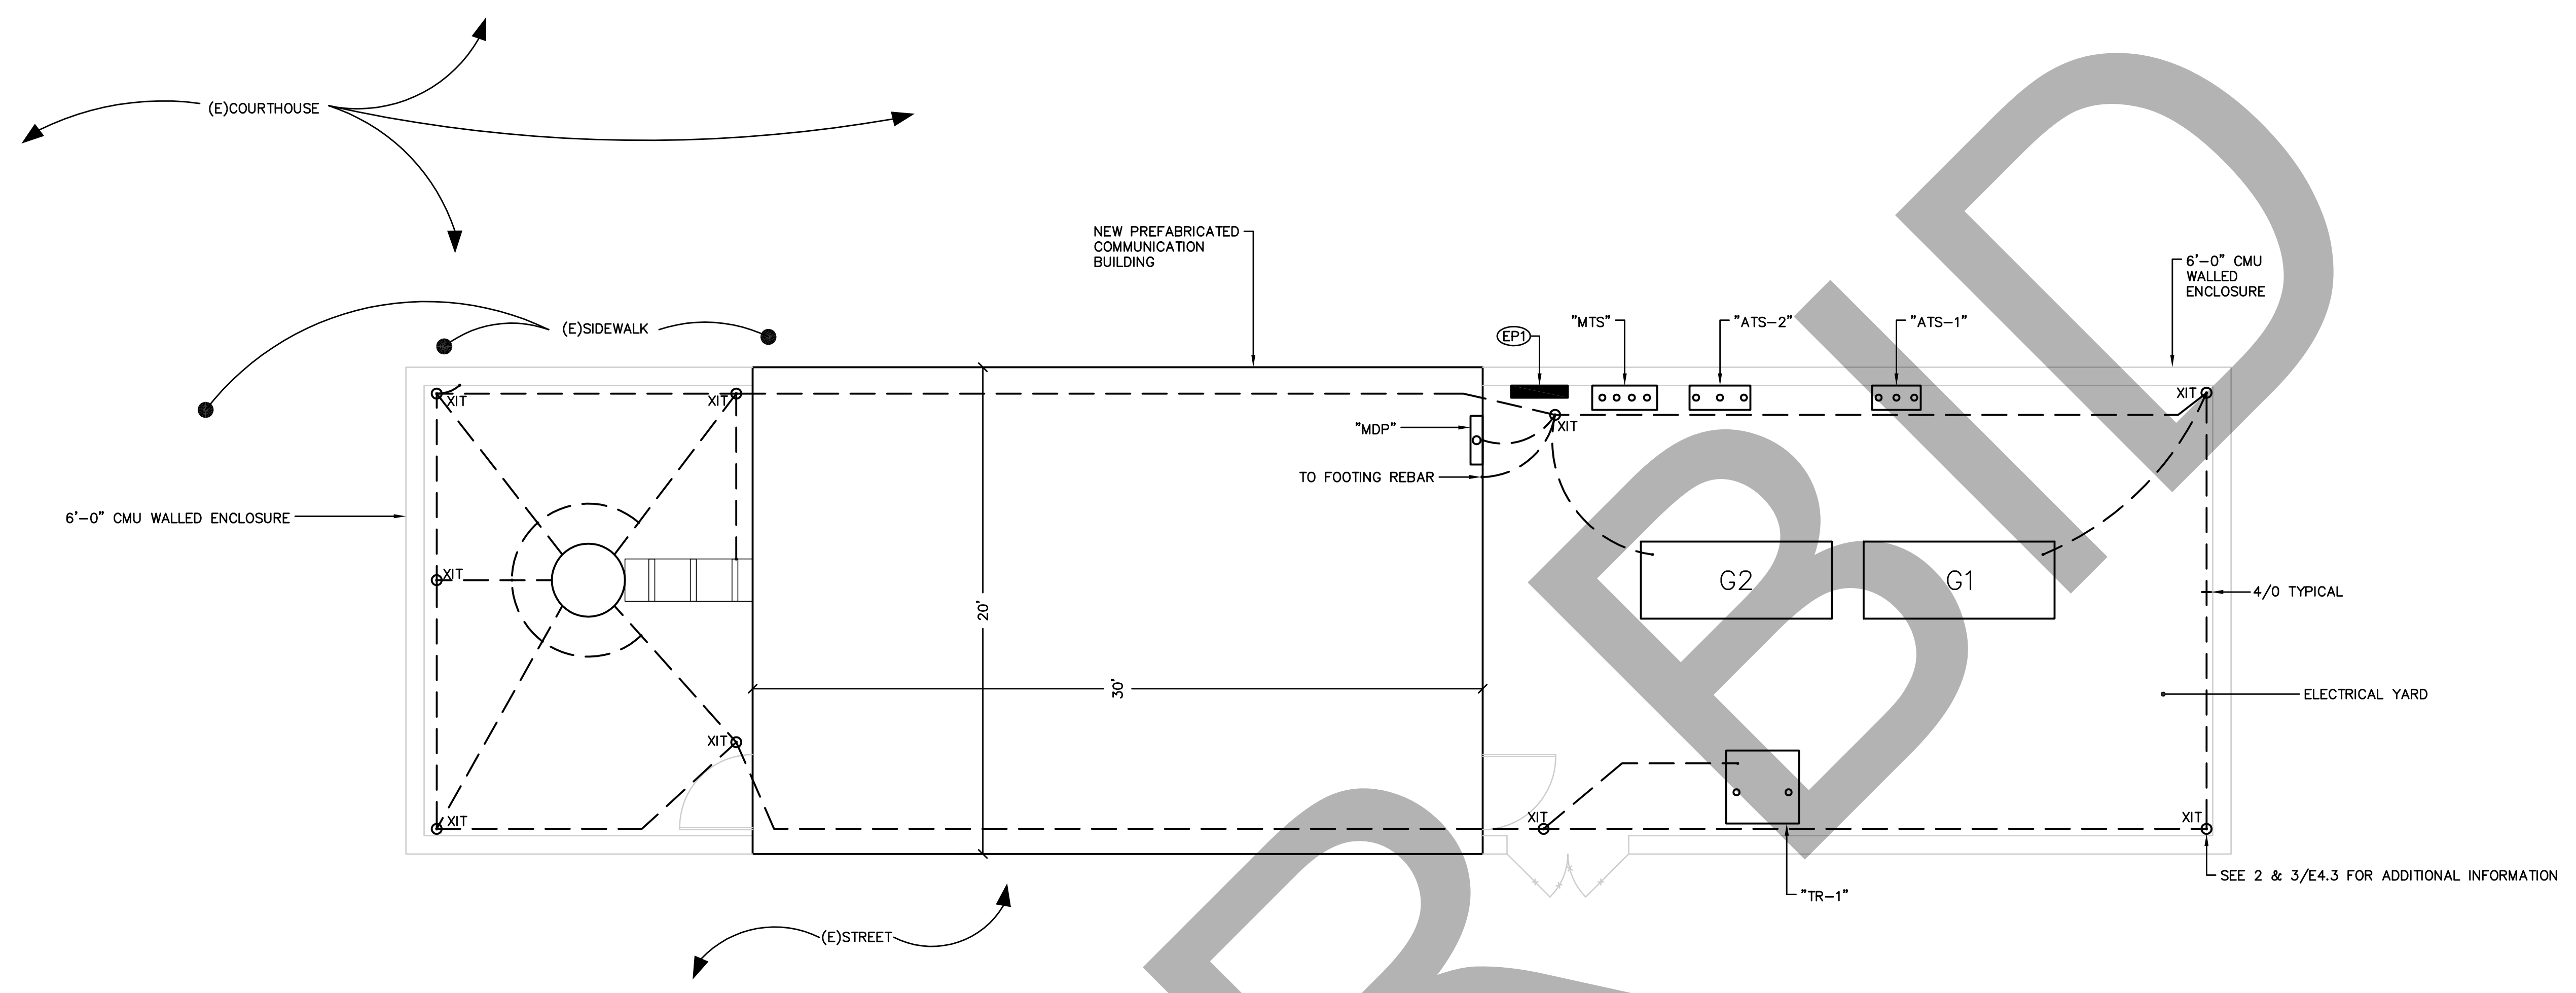 (E)COURTHOUSE
NEW PREFABRICATED
COMMUNICATION
BUILDING
6'-0" CMU
WALLED
ENCLOSURE
(E)SIDEWALK
EP1
"MTS"
"ATS-2"
"ATS-1"
XIT
XIT
XIT
XIT
"MDP"
TO FOOTING REBAR
6'-0" CMU WALLED ENCLOSURE
XIT
G2
G1
4/0 TYPICAL
20'
30'
ELECTRICAL YARD
XIT
XIT
XIT
XIT
SEE 2 & 3/E4.3 FOR ADDITIONAL INFORMATION
"TR-1"
(E)STREET
BID